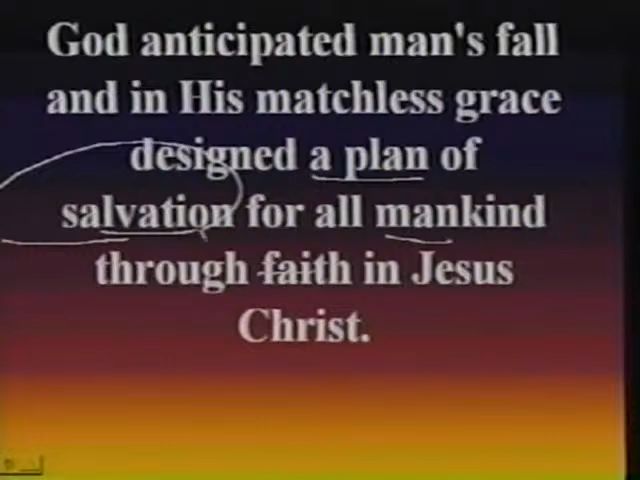 God anticipated man's fall
and in His matchless grace
designed a plan of
salvation for all mankind
through faith in Jesus
Christ.